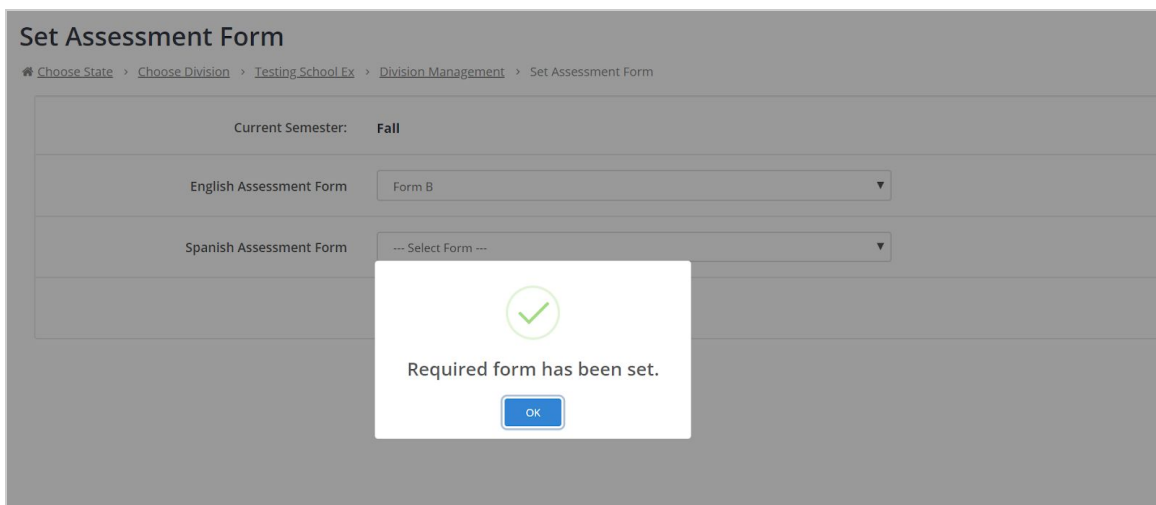 Set Assessment Form
Choose State > Choose Division > Testing School Ex > Division Management > Set Assessment Form
Current Semester: Fall
English Assessment Form Form B
Spanish Assessment Form --- Select Form ---
Required form has been set.
OK